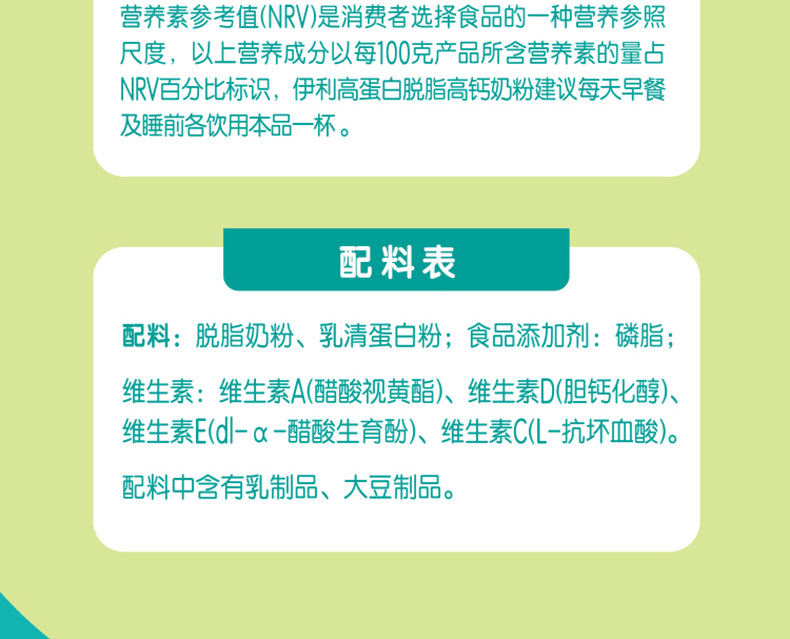 营养素参考值(NRV)是消费者选择食品的一种营养参照
尺度，以上营养成分以每100克产品所含营养素的量占
NRV百分比标识，伊利高蛋白脱脂高钙奶粉建议每天早餐
及睡前各饮用本品一杯。
配料表
配料：脱脂奶粉、乳清蛋白粉；食品添加剂：磷脂；
维生素：维生素A(醋酸视黄酯)、维生素D(胆钙化醇)、
维生素E(dl-α-醋酸生育酚)、维生素C(L-抗坏血酸)。
配料中含有乳制品、大豆制品。